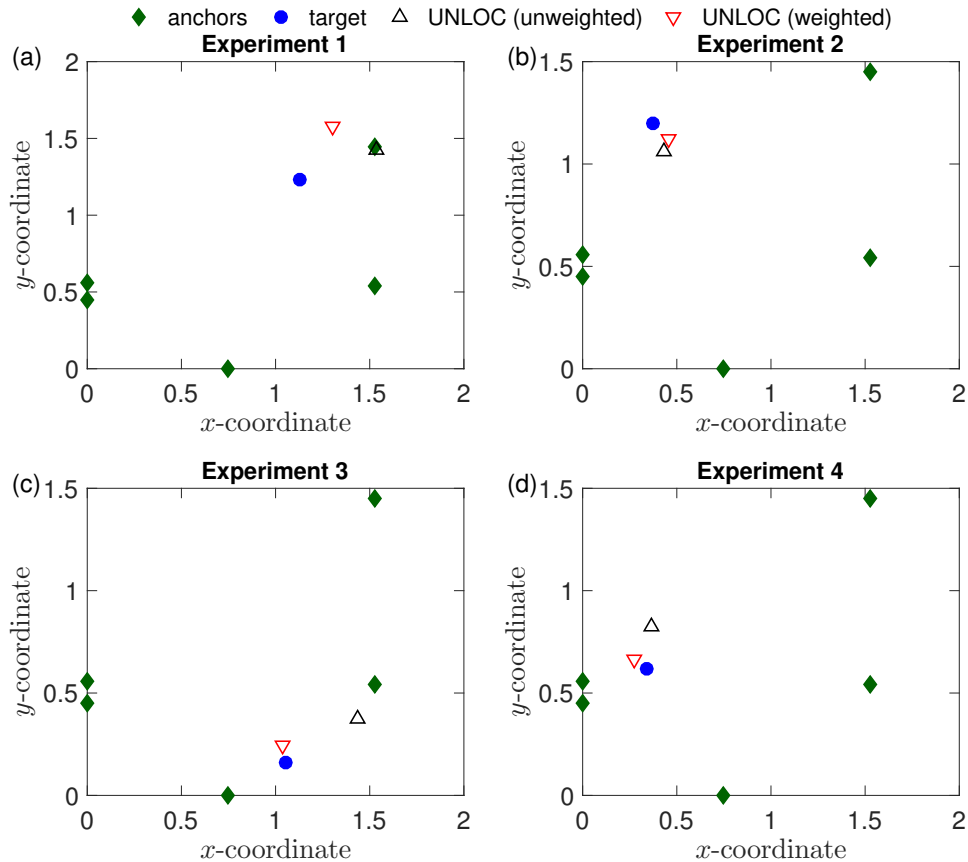 anchors target UNLOC (unweighted) UNLOC (weighted)
(a) Experiment 1
2
1.5
1
0.5
0
y-coordinate
0 0.5 1 1.5 2
x-coordinate
(b) Experiment 2
1.5
1
0.5
0
y-coordinate
0 0.5 1 1.5 2
x-coordinate
(c) Experiment 3
1.5
1
0.5
0
y-coordinate
0 0.5 1 1.5 2
x-coordinate
(d) Experiment 4
1.5
1
0.5
0
y-coordinate
0 0.5 1 1.5 2
x-coordinate